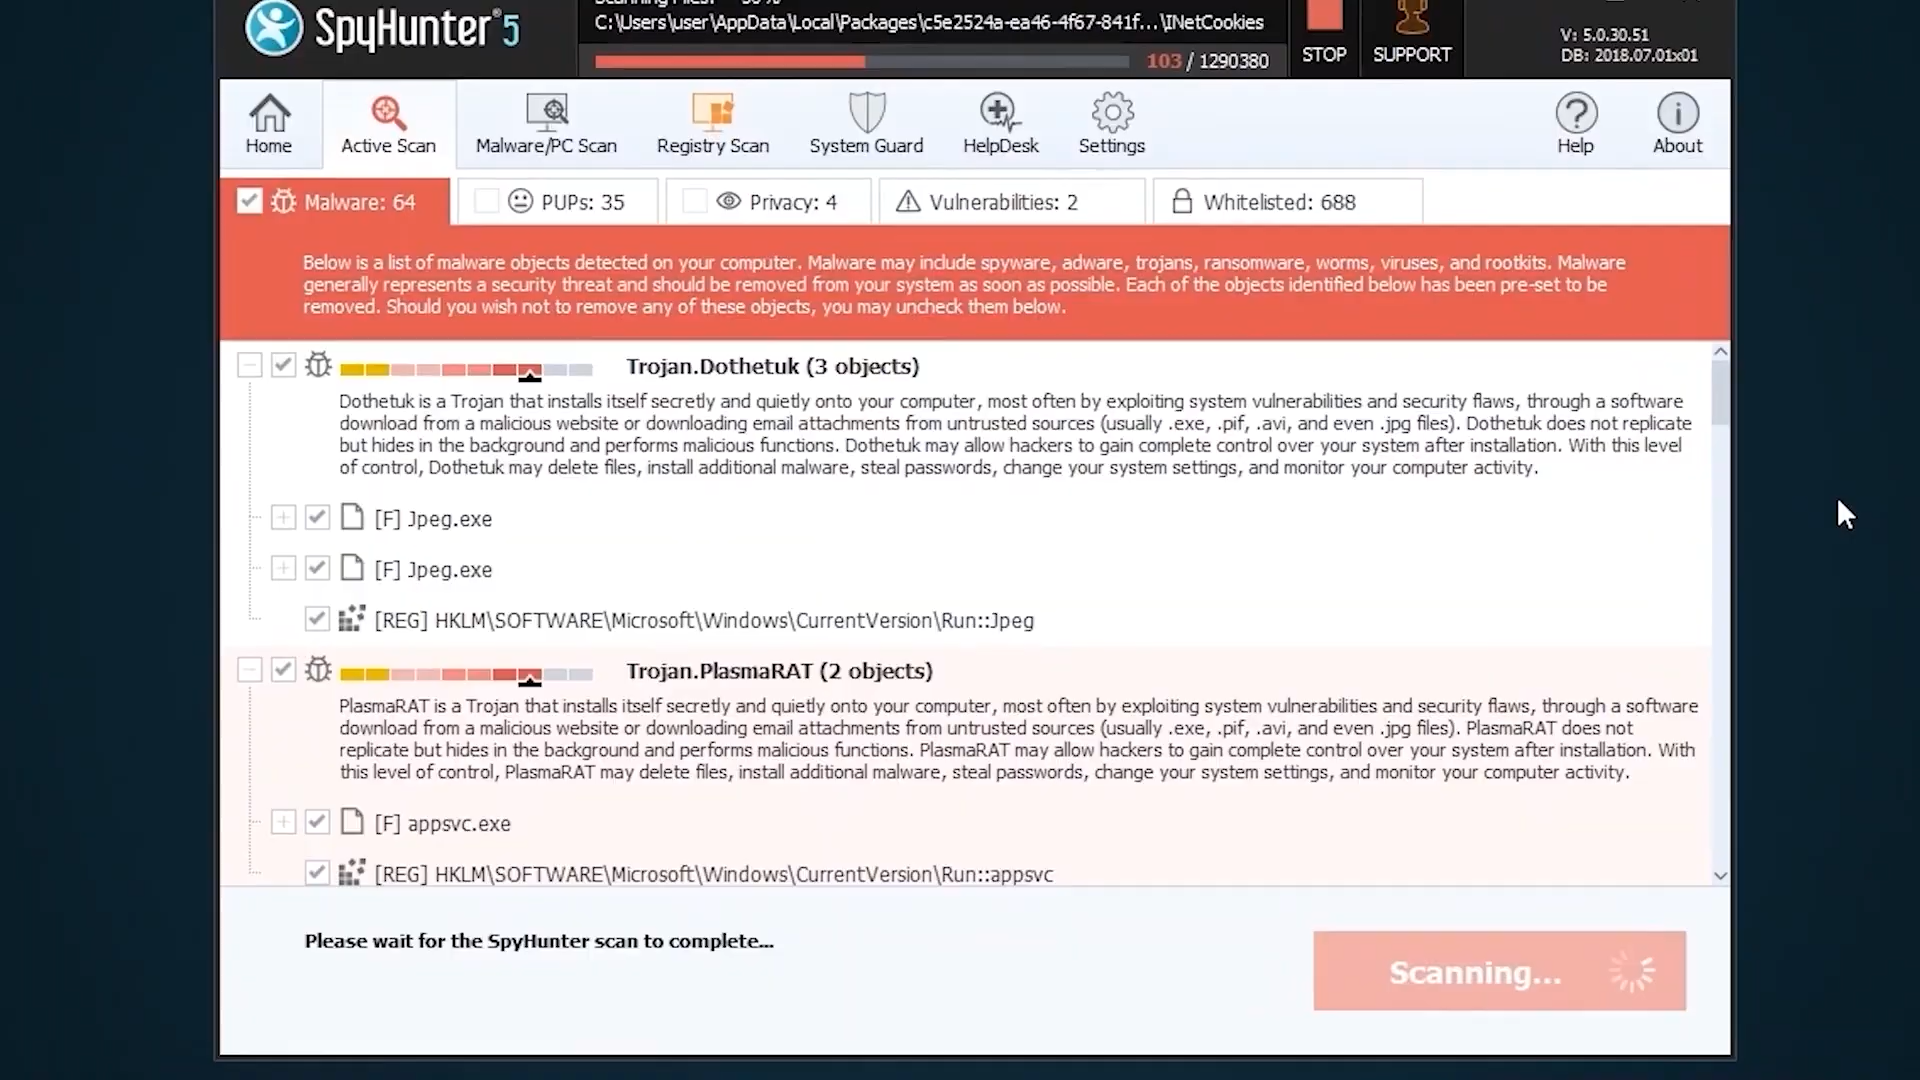 SpyHunter® 5
C:\Users\user\AppData\Local\Packages\c5e2524a-ea46-4f67-841f...\INetCookies
103 / 1290380
STOP
SUPPORT
V: 5.0.30.51
DB: 2018.07.01x01
Home
Active Scan
Malware/PC Scan
Registry Scan
System Guard
HelpDesk
Settings
Help
About
Malware: 64
PUPs: 35
Privacy: 4
Vulnerabilities: 2
Whitelisted: 688
Below is a list of malware objects detected on your computer. Malware may include spyware, adware, trojans, ransomware, worms, viruses, and rootkits. Malware
generally represents a security threat and should be removed from your system as soon as possible. Each of the objects identified below has been pre-set to be
removed. Should you wish not to remove any of these objects, you may uncheck them below.
Trojan.Dothetuk (3 objects)
Dothetuk is a Trojan that installs itself secretly and quietly onto your computer, most often by exploiting system vulnerabilities and security flaws, through a software
download from a malicious website or downloading email attachments from untrusted sources (usually .exe, .pif, .avi, and even .jpg files). Dothetuk does not replicate
but hides in the background and performs malicious functions. Dothetuk may allow hackers to gain complete control over your system after installation. With this level
of control, Dothetuk may delete files, install additional malware, steal passwords, change your system settings, and monitor your computer activity.
[F] Jpeg.exe
[F] Jpeg.exe
[REG] HKLM\SOFTWARE\Microsoft\Windows\CurrentVersion\Run::Jpeg
Trojan.PlasmaRAT (2 objects)
PlasmaRAT is a Trojan that installs itself secretly and quietly onto your computer, most often by exploiting system vulnerabilities and security flaws, through a software
download from a malicious website or downloading email attachments from untrusted sources (usually .exe, .pif, .avi, and even .jpg files). PlasmaRAT does not
replicate but hides in the background and performs malicious functions. PlasmaRAT may allow hackers to gain complete control over your system after installation. With
this level of control, PlasmaRAT may delete files, install additional malware, steal passwords, change your system settings, and monitor your computer activity.
[F] appsvc.exe
[REG] HKLM\SOFTWARE\Microsoft\Windows\CurrentVersion\Run::appsvc
Please wait for the SpyHunter scan to complete...
Scanning...